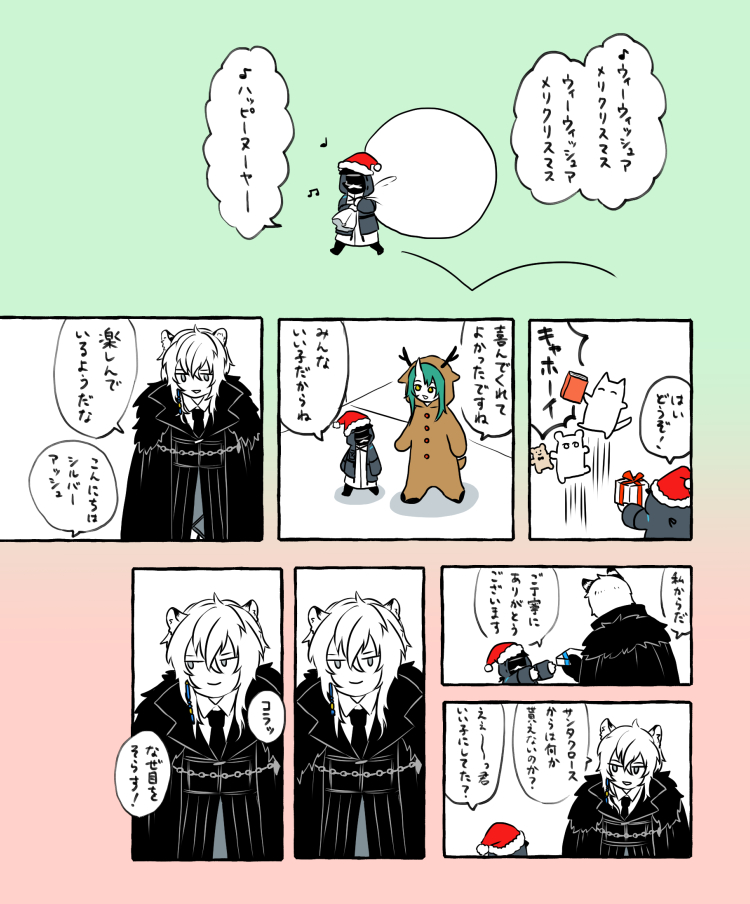 ♪ウィーウィッシュア
メリクリスマス
ウィーウィッシュア
メリクリスマス
♪ハッピーヌーヤー
はい
どうぞ!
キャホーイ
喜んでくれて
よかったですね
みんな
いい子だからね
楽しんで
いるようだな
こんにちは
シルバー
アッシュ
私からだ
ご丁寧に
ありがとう
ございます
サンタクロース
からは何か
貰えないのか?
ええ〜〜っ君
いい子にしてた?
コラッ
なぜ目を
そらす!